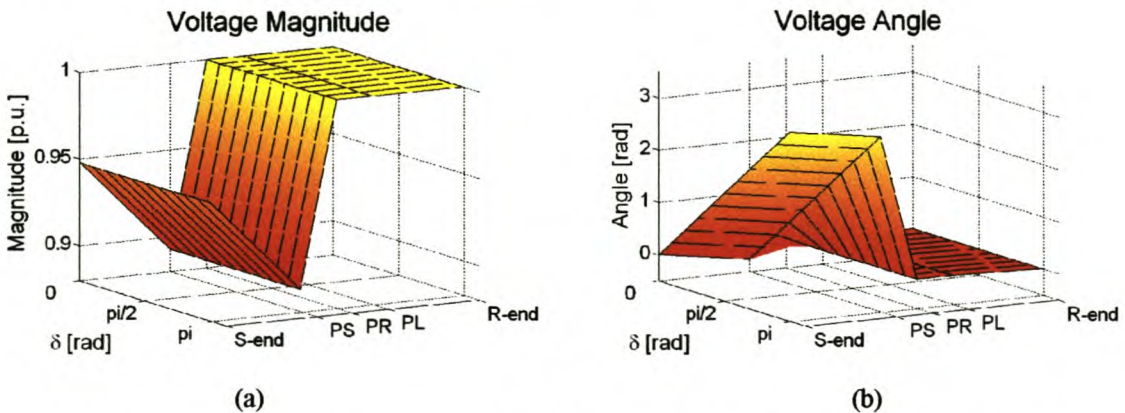 Voltage Magnitude
Magnitude [p.u.]
1
0.95
0.9
0
pi/2
pi
δ [rad]
S-end
PS
PR
PL
R-end
(a)
Voltage Angle
Angle [rad]
3
2
1
0
0
pi/2
pi
δ [rad]
S-end
PS
PR
PL
R-end
(b)